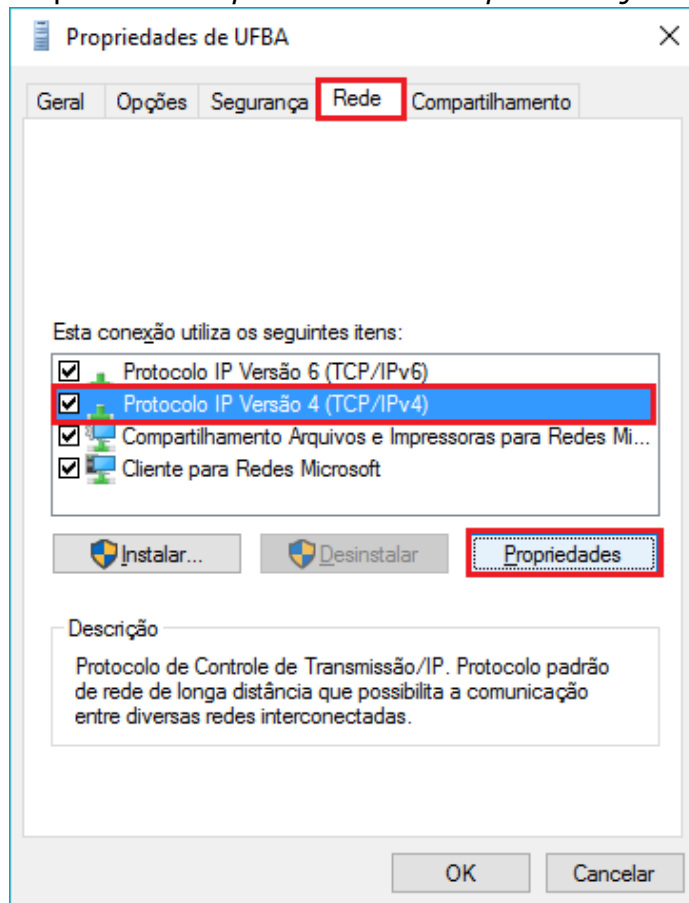 Propriedades de UFBA
Geral Opções Segurança Rede Compartilhamento
Esta conexão utiliza os seguintes itens:
Protocolo IP Versão 6 (TCP/IPv6)
Protocolo IP Versão 4 (TCP/IPv4)
Compartilhamento Arquivos e Impressoras para Redes Mi...
Cliente para Redes Microsoft
Instalar... Desinstalar Propriedades
Descrição
Protocolo de Controle de Transmissão/IP. Protocolo padrão
de rede de longa distância que possibilita a comunicação
entre diversas redes interconectadas.
OK Cancelar